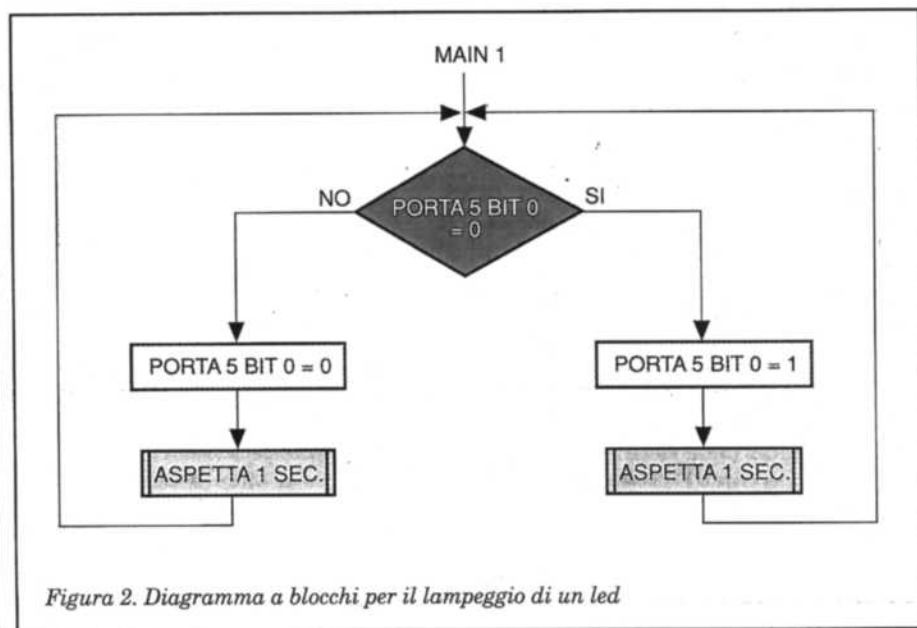 MAIN 1
NO
PORTA 5 BIT 0
= 0
SI
PORTA 5 BIT 0 = 0
PORTA 5 BIT 0 = 1
ASPETTA 1 SEC.
ASPETTA 1 SEC.
Figura 2. Diagramma a blocchi per il lampeggio di un led